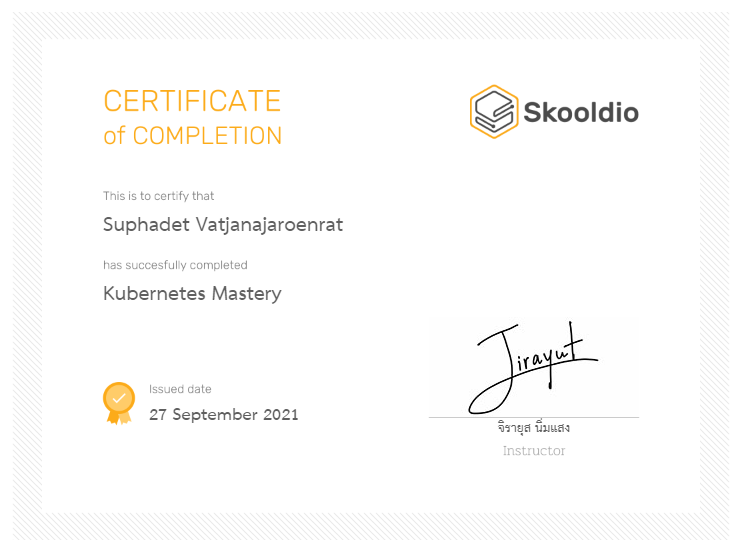 CERTIFICATE
of COMPLETION
Skooldio
This is to certify that
Suphadet Vatjanajaroenrat
has succesfully completed
Kubernetes Mastery
Issued date
27 September 2021
Jirayut
จิรายุส นิ่มแสง
Instructor